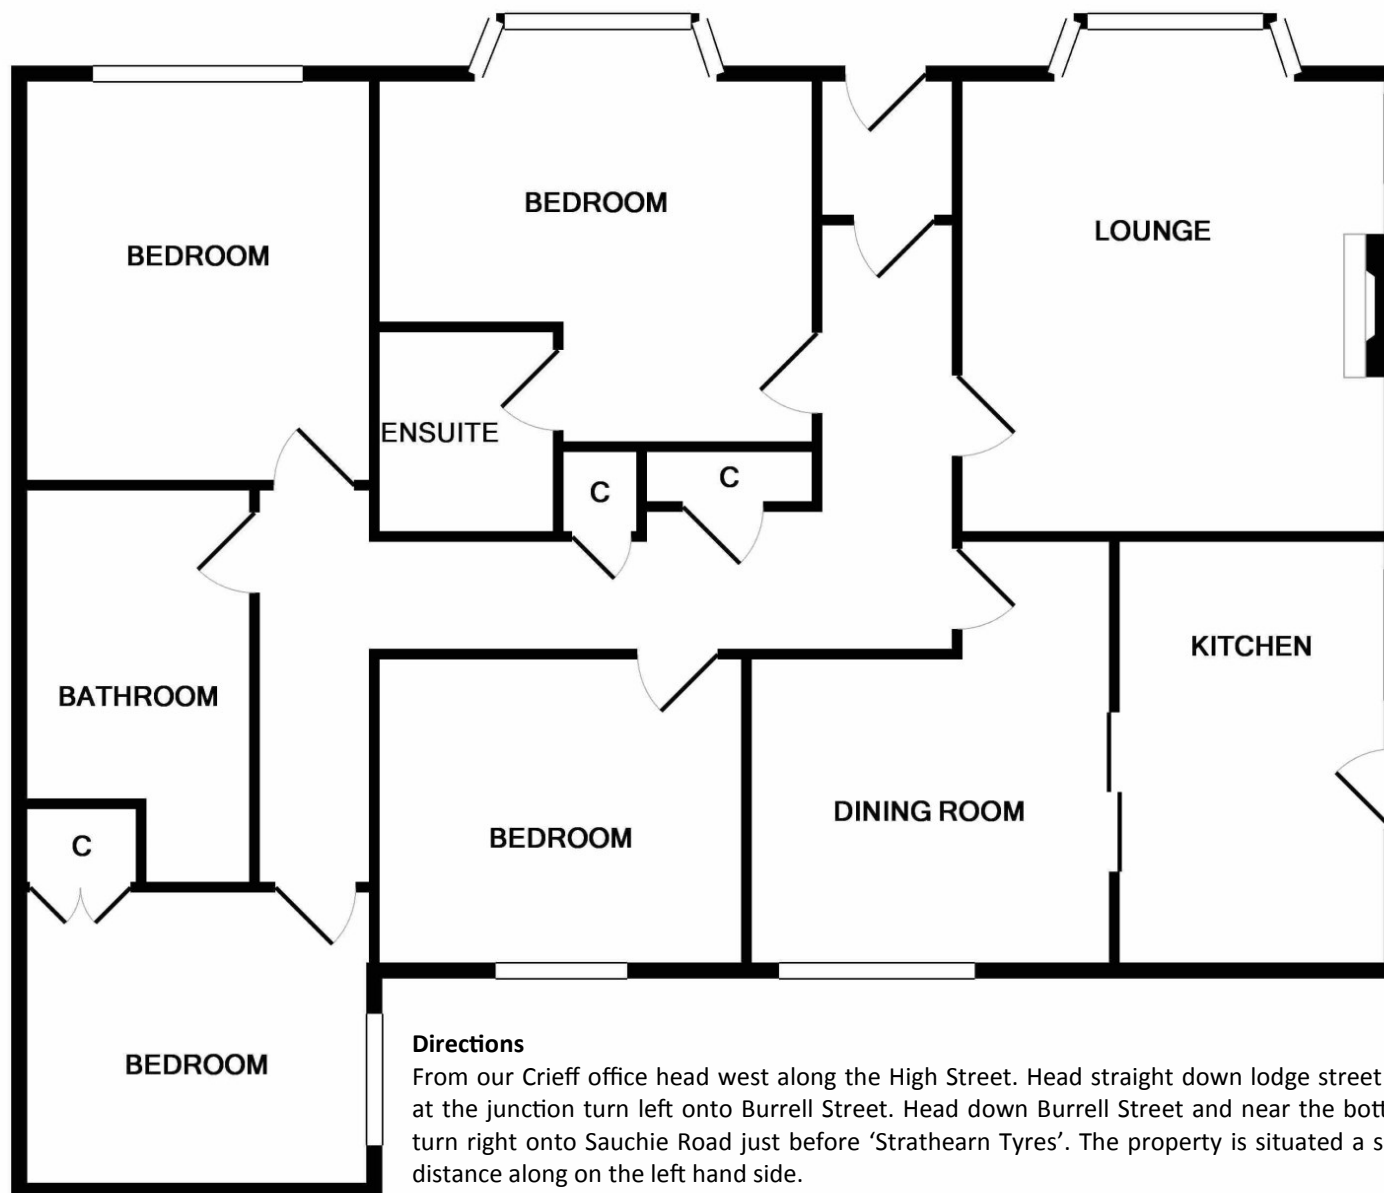 BEDROOM
BEDROOM
LOUNGE
ENSUITE
C
C
KITCHEN
BATHROOM
DINING ROOM
BEDROOM
C
BEDROOM
Directions
From our Crieff office head west along the High Street. Head straight down lodge street
at the junction turn left onto Burrell Street. Head down Burrell Street and near the
turn right onto Sauchie Road just before ‘Strathearn Tyres’. The property is situated a
distance along on the left hand side.